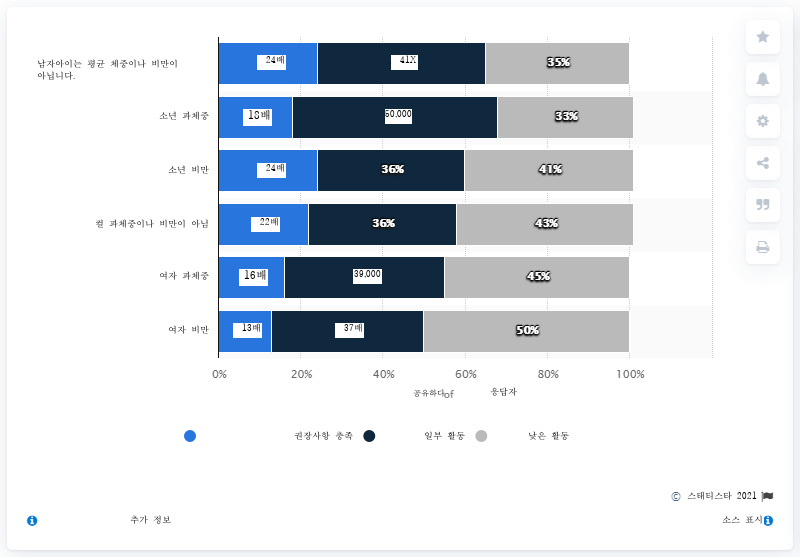 남자아이는 평균 체중이나 비만이
아닙니다.
24배
41X
35%
소년 과체중
18배
50,000
33%
소년 비만
24배
36%
41%
걸 과체중이나 비만이 아님
22배
36%
43%
여자 과체중
16배
39,000
45%
여자 비만
13배
37배
50%
0%
20%
40%
60%
80%
100%
공유하다of 응답자
권장사항 충족
일부 활동
낮은 활동
© 스태티스타 2021
추가 정보
소스 표시